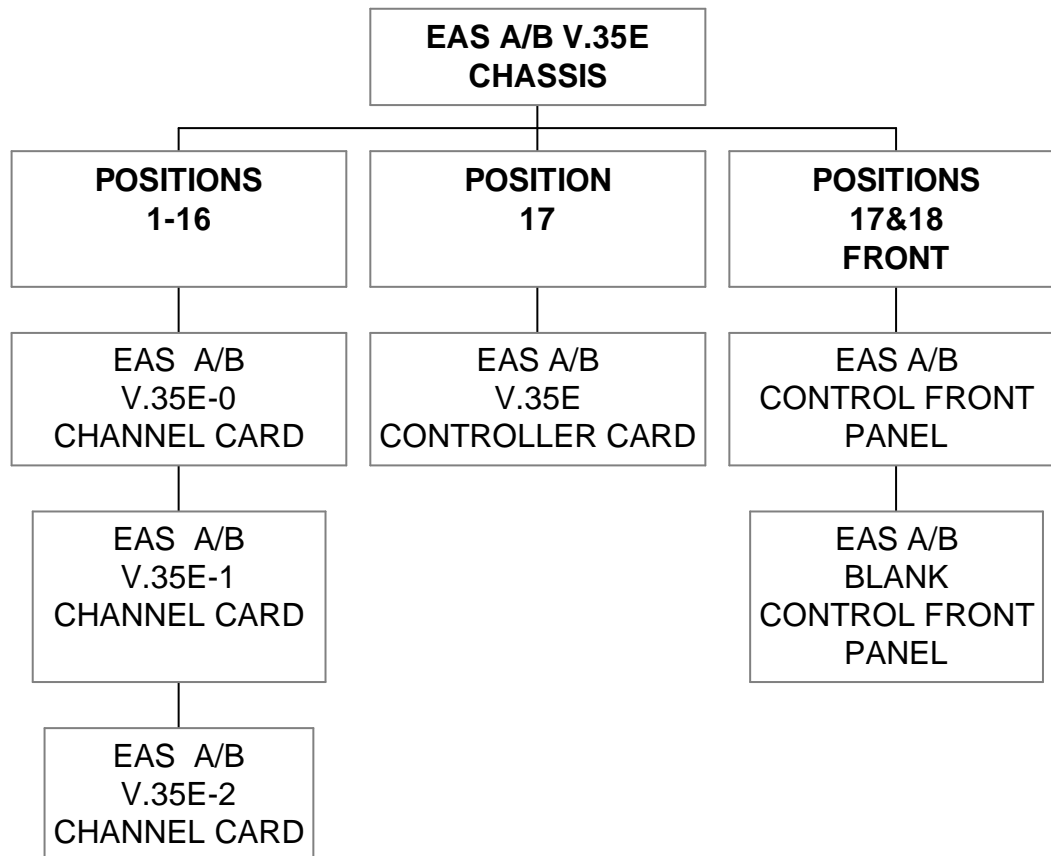 EAS A/B V.35E
CHASSIS
POSITIONS
1-16
POSITION
17
POSITIONS
17&18
FRONT
EAS A/B
V.35E-0
CHANNEL CARD
EAS A/B
V.35E
CONTROLLER CARD
EAS A/B
CONTROL FRONT
PANEL
EAS A/B
V.35E-1
CHANNEL CARD
EAS A/B
BLANK
CONTROL FRONT
PANEL
EAS A/B
V.35E-2
CHANNEL CARD